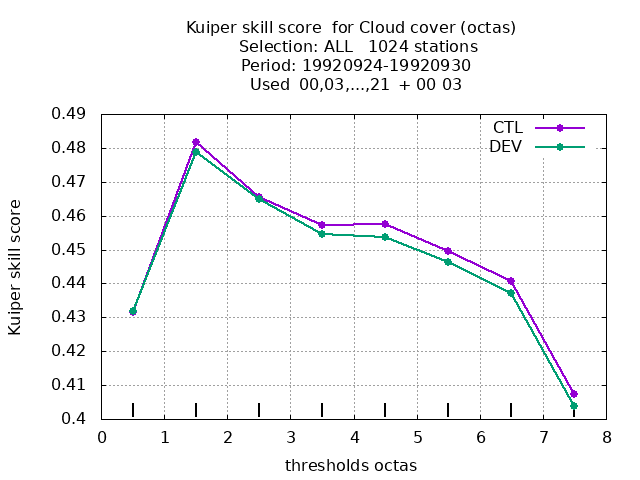 Kuiper skill score  for Cloud cover (octas)
Selection: ALL   1024 stations
Period: 19920924-19920930
Used  00,03,...,21  + 00 03
CTL
DEV
Kuiper skill score
0.49
0.48
0.47
0.46
0.45
0.44
0.43
0.42
0.41
0.4
0 1 2 3 4 5 6 7 8
thresholds octas